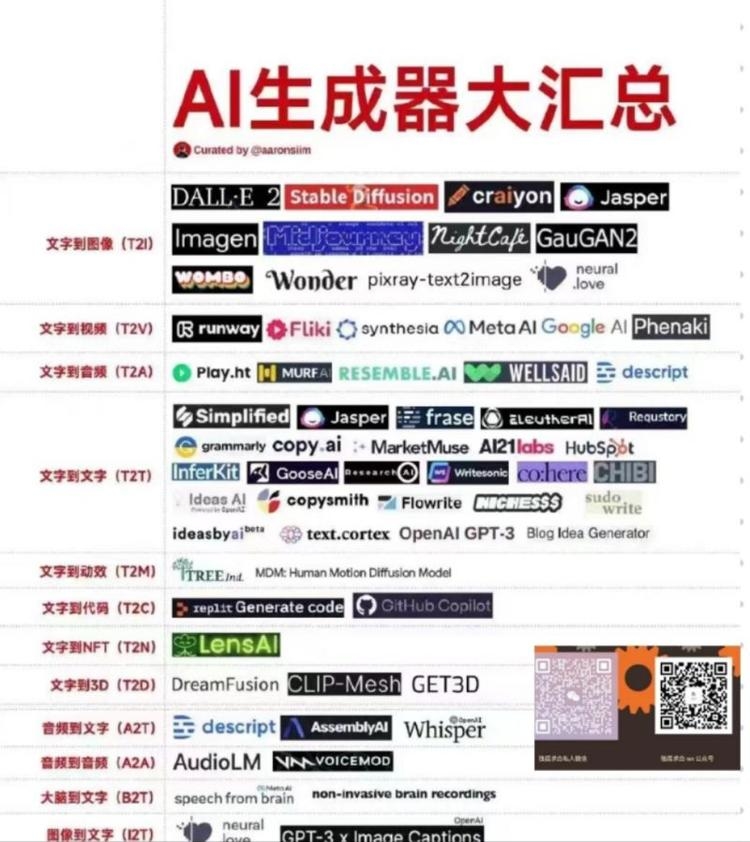 AI生成器大汇总
Curated by @aaronsiim
文字到图像（T2I）
DALL·E 2 Stable Diffusion craiyon Jasper
Imagen Midjourney NightCafé GauGAN2
WOMBO Wonder pixray-text2image neural .love
文字到视频（T2V）
runway Fliki synthesia Meta AI Google AI Phenaki
文字到音频（T2A）
Play.ht MURF.AI RESEMBLE.AI WELLSAID descript
文字到文字（T2T）
Simplified Jasper frase EleutherAI Requstory
grammarly copy.ai MarketMuse AI21labs HubSpot
InferKit GooseAI ResearchAI Writesonic co:here CHIBI
Ideas AI Powered by OpenAI copysmith Flowrite NICHESSS sudo write
ideasbyai beta text.cortex OpenAI GPT-3 Blog Idea Generator
文字到动效（T2M）
TREE Ind. MDM: Human Motion Diffusion Model
文字到代码（T2C）
replit Generate code GitHub Copilot
文字到NFT（T2N）
LensAI
文字到3D（T2D）
DreamFusion CLIP-Mesh GET3D
音频到文字（A2T）
descript AssemblyAI Whisper OpenAI
音频到音频（A2A）
AudioLM VOICEMOD
大脑到文字（B2T）
speech from brain Meta AI non-invasive brain recordings
图像到文字（I2T）
neural .love GPT-3 x Image Captions OpenAI